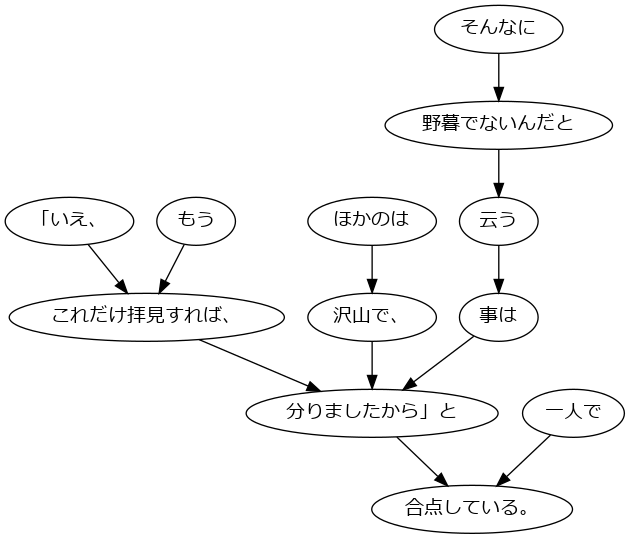 そんなに
野暮でないんだと
「いえ、
もう
ほかのは
云う
これだけ拝見すれば、
沢山で、
事は
分りましたから」と
一人で
合点している。